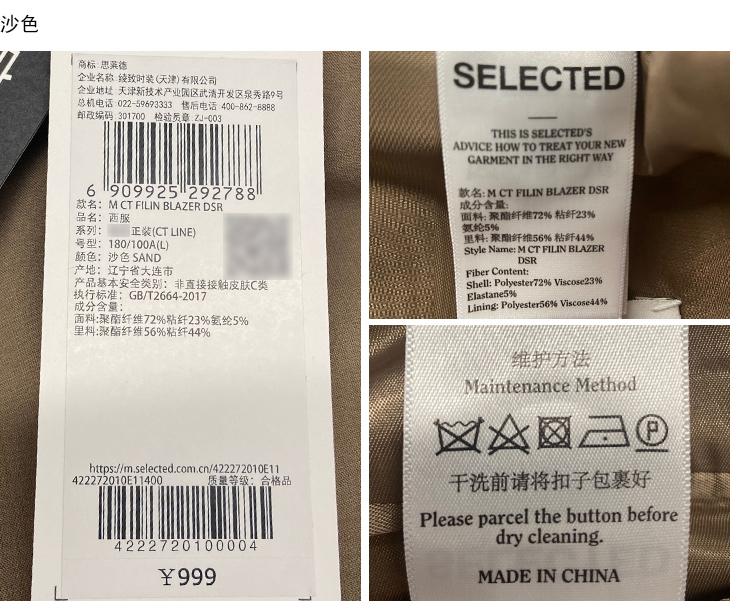 沙色
商标: 思莱德
企业名称: 绫致时装(天津)有限公司
企业地址: 天津新技术产业园区武清开发区泉秀路9号
总机电话:022-59693333 售后电话:400-862-8888
邮政编码:301700 检验质量:ZJ-003
6 909925 292788
款名: M CT FILIN BLAZER DSR
品名: 西服
系列: 正装(CT LINE)
号型: 180/100A(L)
颜色: 沙色 SAND
产地: 辽宁省大连市
产品基本安全类别: 非直接接触皮肤C类
执行标准: GB/T2664-2017
成分含量:
面料:聚酯纤维72%粘纤23%氨纶5%
里料:聚酯纤维56%粘纤44%
https://m.selected.com.cn/422272010E11
422272010E11400 质量等级: 合格品
4222720100004
￥999
SELECTED
THIS IS SELECTED'S
ADVICE HOW TO TREAT YOUR NEW
GARMENT IN THE RIGHT WAY
款名: M CT FILIN BLAZER DSR
成分含量:
面料: 聚酯纤维72% 粘纤23%
氨纶5%
里料: 聚酯纤维56% 粘纤44%
Style Name: M CT FILIN BLAZER
DSR
Fiber Content:
Shell: Polyester72% Viscose23%
Elastane5%
Lining: Polyester56% Viscose44%
维护方法
Maintenance Method
P
干洗前请将扣子包裹好
Please parcel the button before
dry cleaning.
MADE IN CHINA